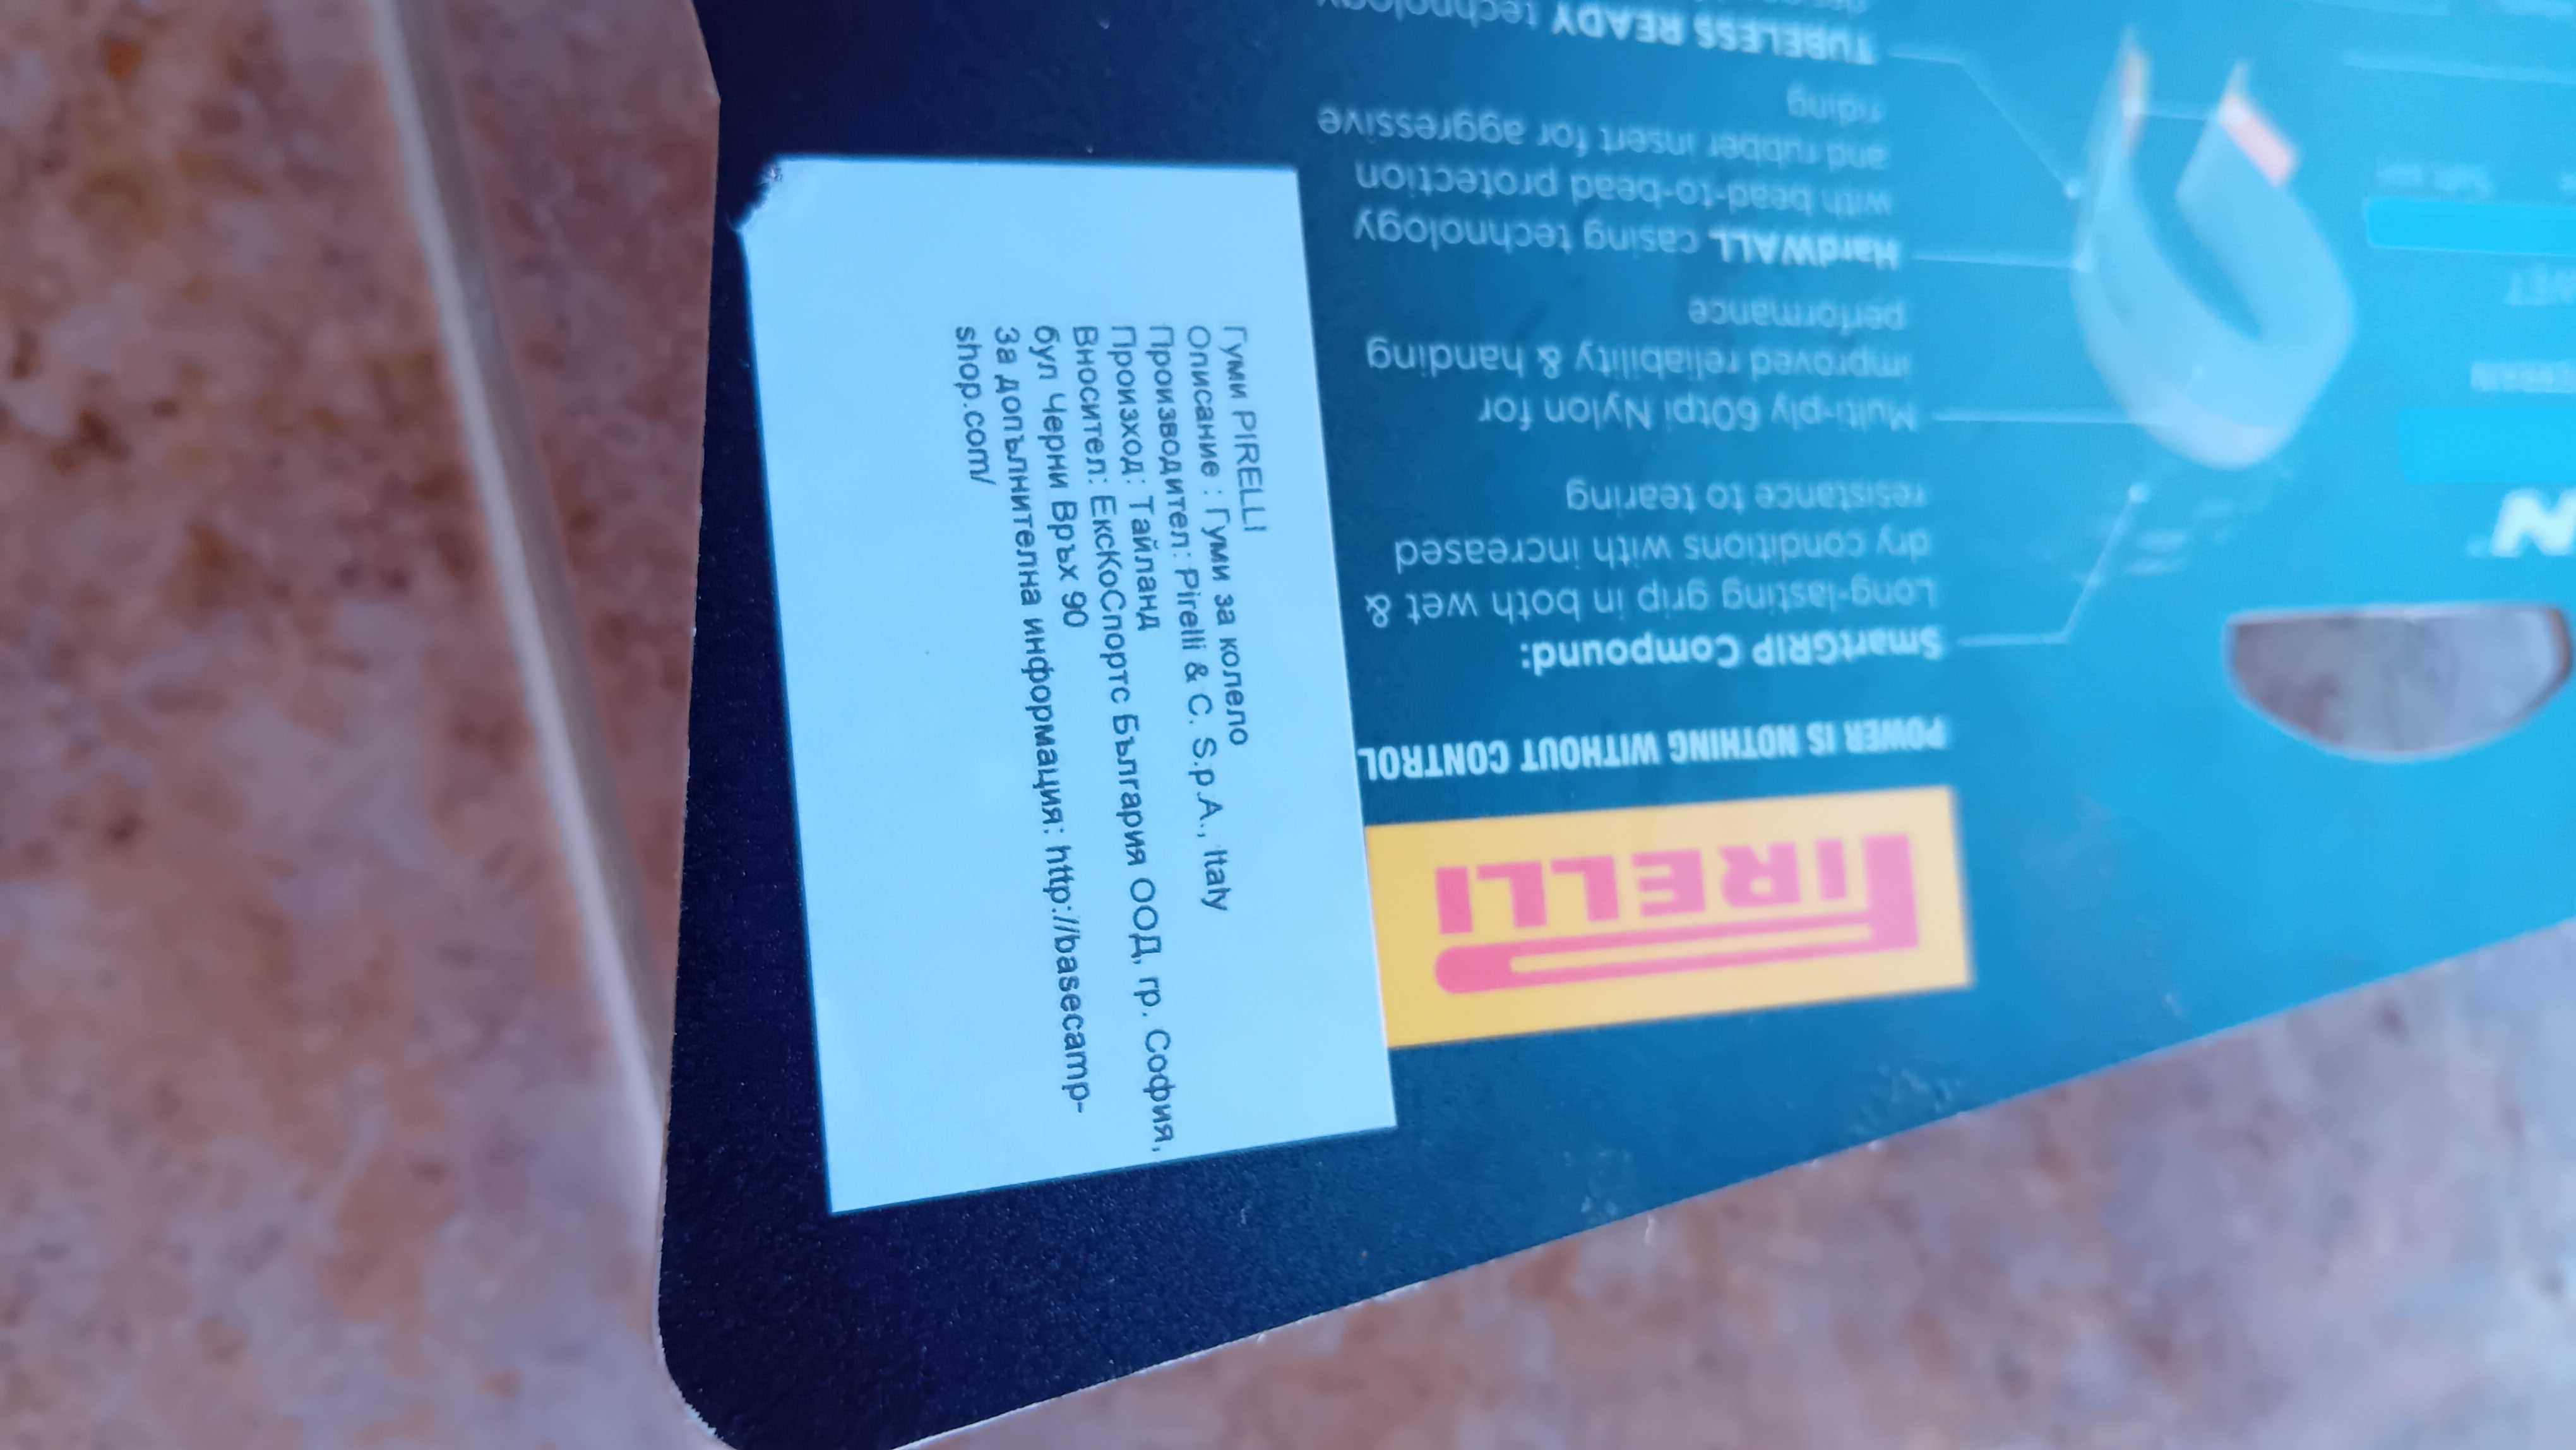 Гуми PIRELLI
Описание : Гуми за колело
Производител: Pirelli & C. S.p.A., Italy
Произход: Тайланд
Вносител: ЕксКоСпортс България ООД, гр. София,
бул Черни Връх 90
За допълнителна информация: http://basecamp-
shop.com/
PIRELLI
POWER IS NOTHING WITHOUT CONTROL
SmartGRIP Compound:
Long-lasting grip in both wet &
dry conditions with increased
resistance to tearing
Multi-ply 60tpi Nylon for
improved reliability & handing
performance
HardWALL casing technology
with bead-to-bead protection
and rubber insert for aggressive
riding
TUBELESS READY technology